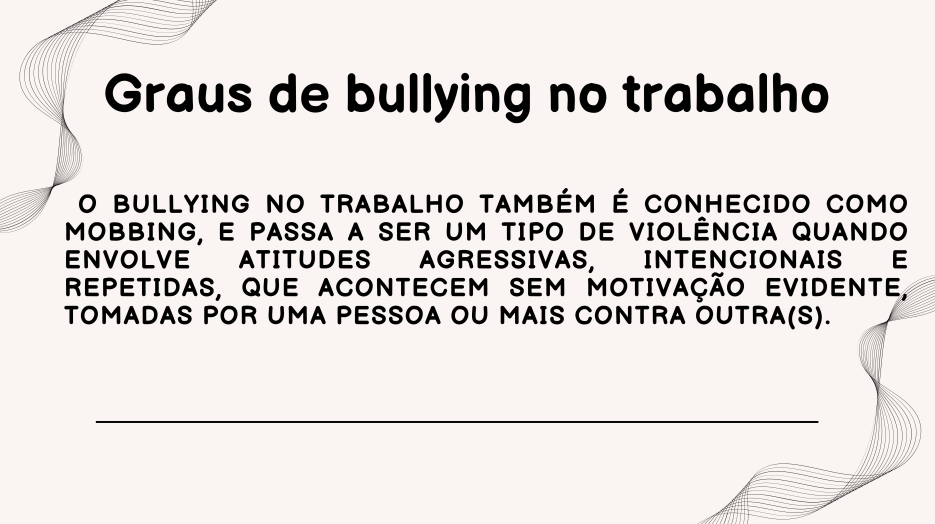 Graus de bullying no trabalho
O BULLYING NO TRABALHO TAMBÉM É CONHECIDO COMO
MOBBING, E PASSA A SER UM TIPO DE VIOLÊNCIA QUANDO
ENVOLVE ATITUDES AGRESSIVAS, INTENCIONAIS E
REPETIDAS, QUE ACONTECEM SEM MOTIVAÇÃO EVIDENTE,
TOMADAS POR UMA PESSOA OU MAIS CONTRA OUTRA(S).